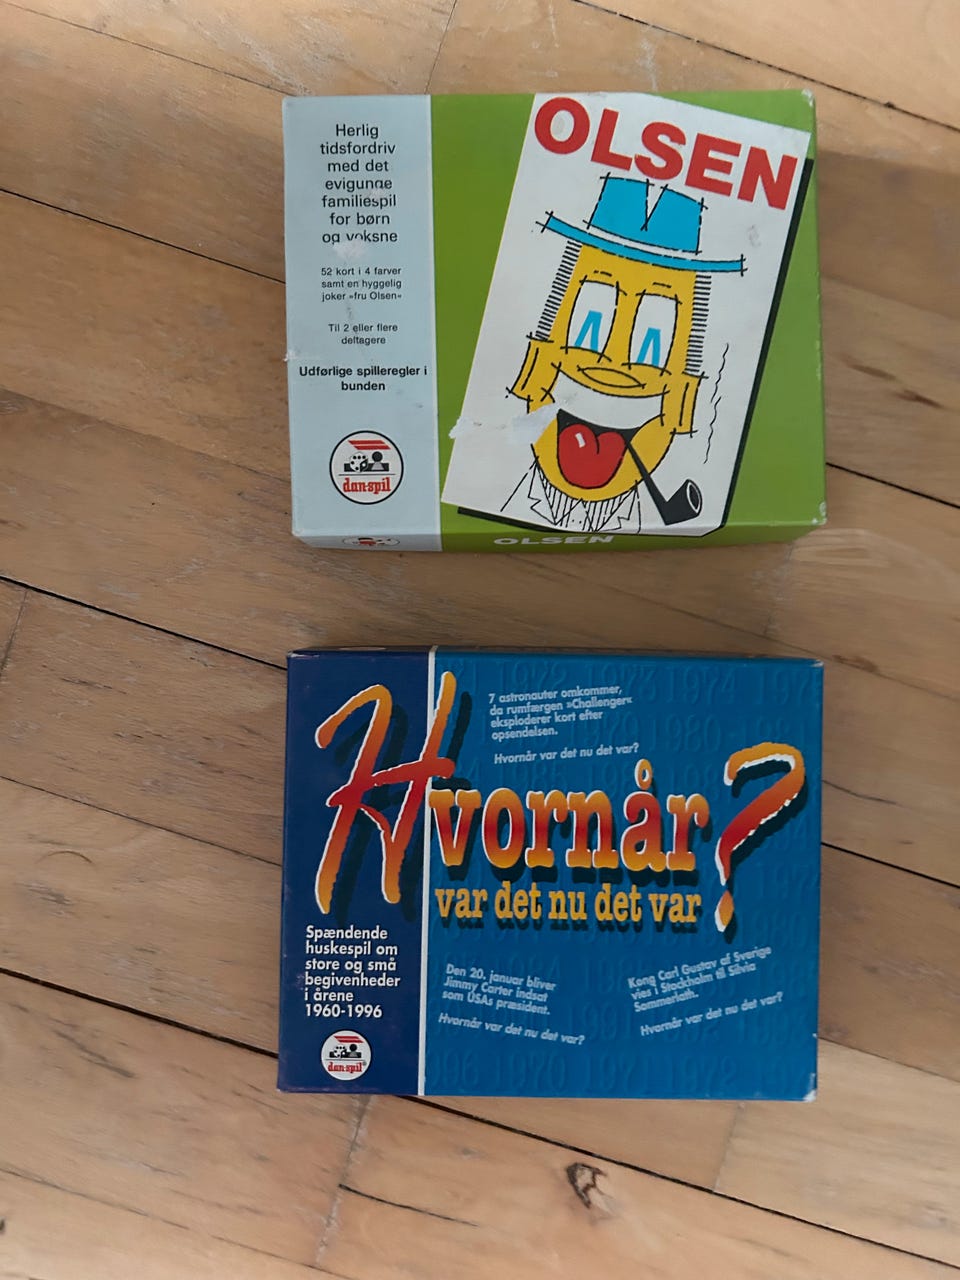 Herlig
tidsfordriv
med det
evigunge
familiespil
for børn
og voksne
52 kort i 4 farver
samt en hyggelig
joker »fru Olsen«
Til 2 eller flere
deltagere
Udførlige spilleregler i
bunden
dan-spil
OLSEN
OLSEN
7 astronauter omkommer,
da rumfærgen »Challenger«
eksploderer kort efter
opsendelsen.
Hvornår var det nu det var?
Hvornår?
var det nu det var
Spændende
huskespil om
store og små
begivenheder
i årene
1960-1996
dan-spil®
Den 20. januar bliver
Jimmy Carter indsat
som USAs præsident.
Hvornår var det nu det var?
Kong Carl Gustav af Sverige
vies i Stockholm til Silvia
Sommerlath.
Hvornår var det nu det var?